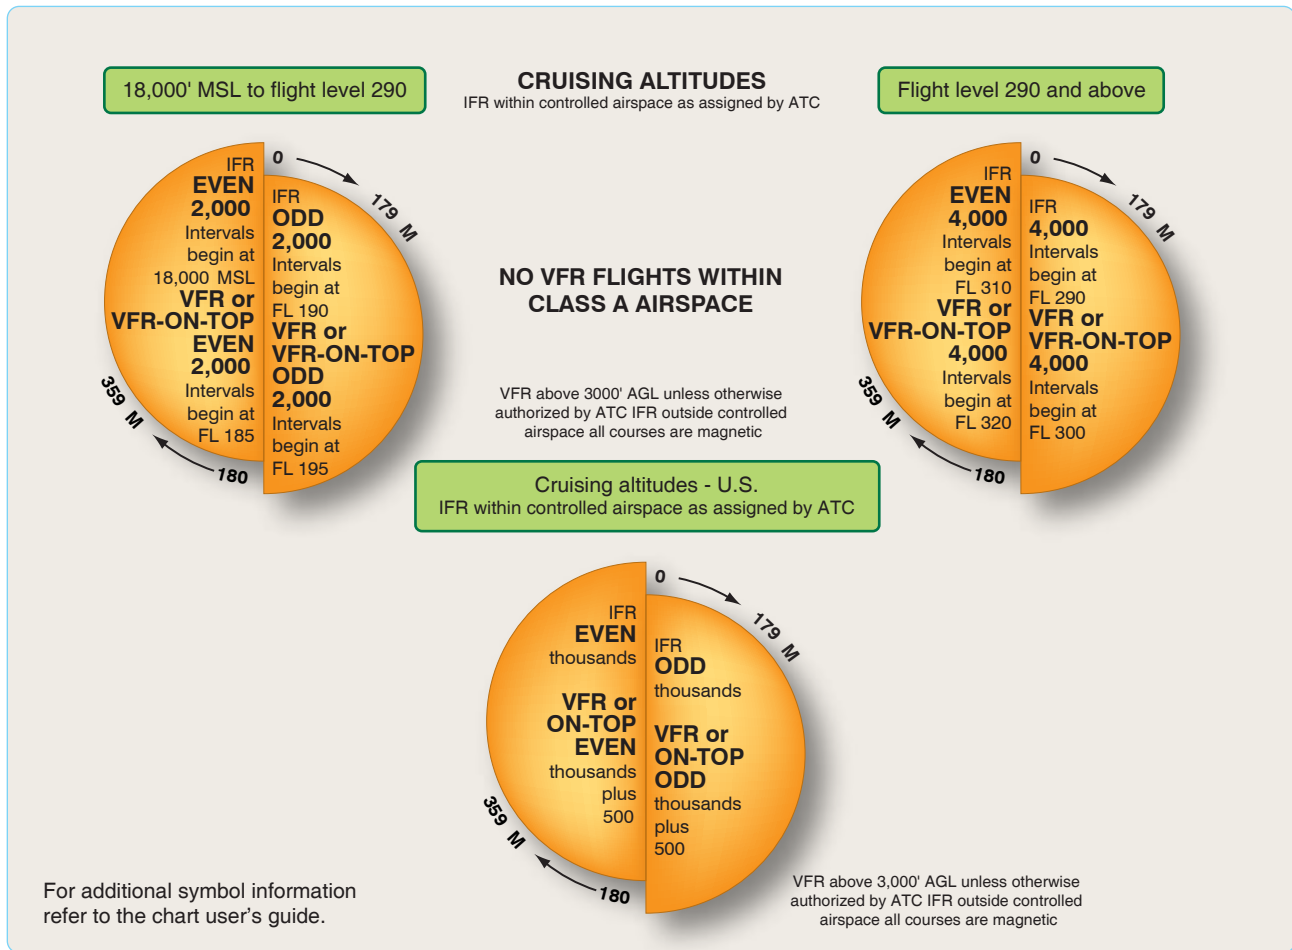 18,000' MSL to flight level 290
CRUISING ALTITUDES
IFR within controlled airspace as assigned by ATC
Flight level 290 and above
IFR
EVEN
2,000
Intervals
begin at
18,000 MSL
VFR or
VFR-ON-TOP
EVEN
2,000
Intervals
begin at
FL 185
0
179 M
IFR
ODD
2,000
Intervals
begin at
FL 190
VFR or
VFR-ON-TOP
ODD
2,000
Intervals
begin at
FL 195
180
359 M
NO VFR FLIGHTS WITHIN
CLASS A AIRSPACE
VFR above 3000' AGL unless otherwise
authorized by ATC IFR outside controlled
airspace all courses are magnetic
IFR
EVEN
4,000
Intervals
begin at
FL 310
VFR or
VFR-ON-TOP
4,000
Intervals
begin at
FL 320
0
179 M
IFR
4,000
Intervals
begin at
FL 290
VFR or
VFR-ON-TOP
4,000
Intervals
begin at
FL 300
180
359 M
Cruising altitudes - U.S.
IFR within controlled airspace as assigned by ATC
IFR
EVEN
thousands
VFR or
ON-TOP
EVEN
thousands
plus
500
0
179 M
IFR
ODD
thousands
VFR or
ON-TOP
ODD
thousands
plus
500
180
359 M
For additional symbol information
refer to the chart user’s guide.
VFR above 3,000' AGL unless otherwise
authorized by ATC IFR outside controlled
airspace all courses are magnetic